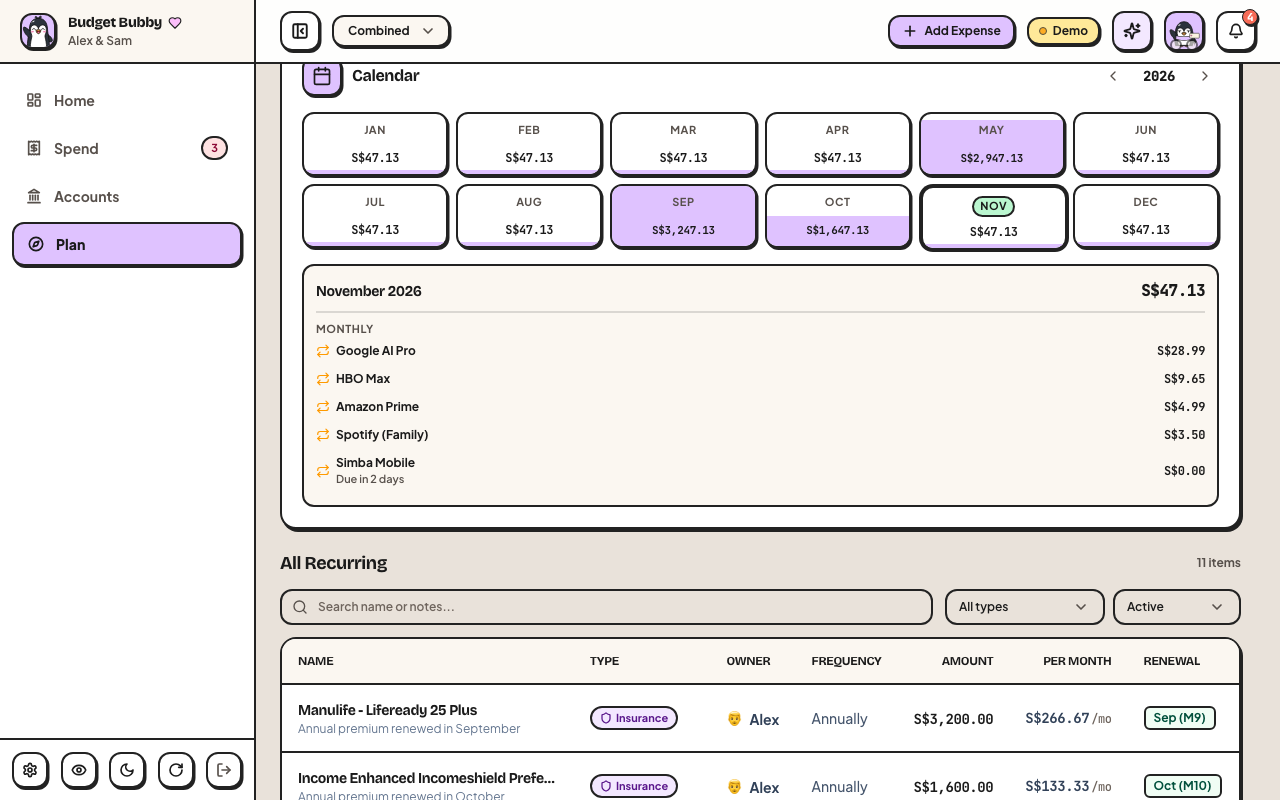 Budget Bubby
Alex & Sam
Combined
Add Expense
Demo
4
Home
Spend
3
Accounts
Plan
Calendar
2026
JAN
S$47.13
FEB
S$47.13
MAR
S$47.13
APR
S$47.13
MAY
S$2,947.13
JUN
S$47.13
JUL
S$47.13
AUG
S$47.13
SEP
S$3,247.13
OCT
S$1,647.13
NOV
S$47.13
DEC
S$47.13
November 2026 S$47.13
MONTHLY
Google AI Pro S$28.99
HBO Max S$9.65
Amazon Prime S$4.99
Spotify (Family) S$3.50
Simba Mobile S$0.00
Due in 2 days
All Recurring 11 items
Search name or notes...
All types
Active
NAME TYPE OWNER FREQUENCY AMOUNT PER MONTH RENEWAL
Manulife - Lifeready 25 Plus Insurance Alex Annually S$3,200.00 S$266.67/mo Sep (M9)
Annual premium renewed in September
Income Enhanced Incomeshield Prefe... Insurance Alex Annually S$1,600.00 S$133.33/mo Oct (M10)
Annual premium renewed in October